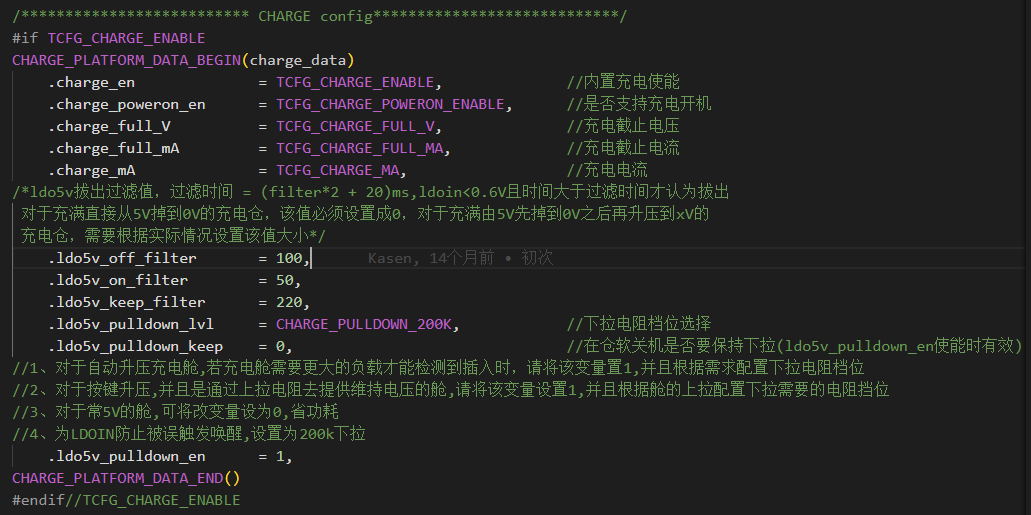 /************************** CHARGE config***************************/
#if TCFG_CHARGE_ENABLE
CHARGE_PLATFORM_DATA_BEGIN(charge_data)
    .charge_en              = TCFG_CHARGE_ENABLE,              //内置充电使能
    .charge_poweron_en      = TCFG_CHARGE_POWERON_ENABLE,      //是否支持充电开机
    .charge_full_V          = TCFG_CHARGE_FULL_V,              //充电截止电压
    .charge_full_mA         = TCFG_CHARGE_FULL_MA,             //充电截止电流
    .charge_mA              = TCFG_CHARGE_MA,                  //充电电流
/*ldo5v拔出过滤值，过滤时间 = (filter*2 + 20)ms,ldoin<0.6V且时间大于过滤时间才认为拔出
 对于充满直接从5V掉到0V的充电仓，该值必须设置成0，对于充满由5V先掉到0V之后再升压到xV的
 充电仓，需要根据实际情况设置该值大小*/
    .ldo5v_off_filter       = 100,      Kasen, 14个月前 • 初次
    .ldo5v_on_filter        = 50,
    .ldo5v_keep_filter      = 220,
    .ldo5v_pulldown_lvl     = CHARGE_PULLDOWN_200K,            //下拉电阻档位选择
    .ldo5v_pulldown_keep    = 0,                               //在仓软关机是否要保持下拉(ldo5v_pulldown_en使能时有效)
//1、对于自动升压充电舱,若充电舱需要更大的负载才能检测到插入时，请将该变量置1,并且根据需求配置下拉电阻档位
//2、对于按键升压,并且是通过上拉电阻去提供维持电压的舱,请将该变量设置1,并且根据舱的上拉配置下拉需要的电阻档位
//3、对于常5V的舱,可将改变量设为0,省功耗
//4、为LDOIN防止被误触发唤醒,设置为200k下拉
    .ldo5v_pulldown_en      = 1,
CHARGE_PLATFORM_DATA_END()
#endif//TCFG_CHARGE_ENABLE